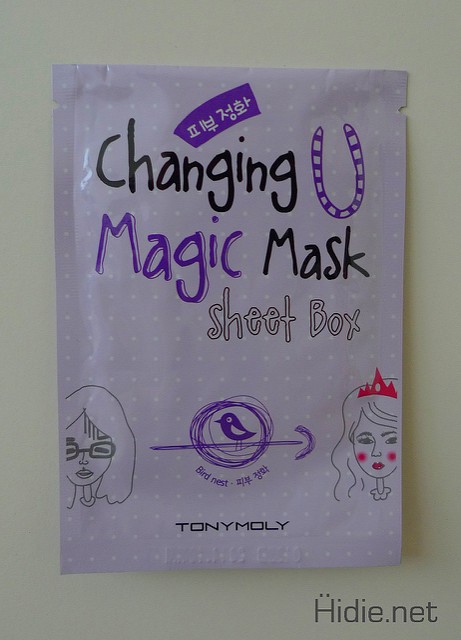 피부 정화
Changing U
Magic Mask
Sheet Box
Bird nest · 피부 정화
TONYMOLY
Hidie.net